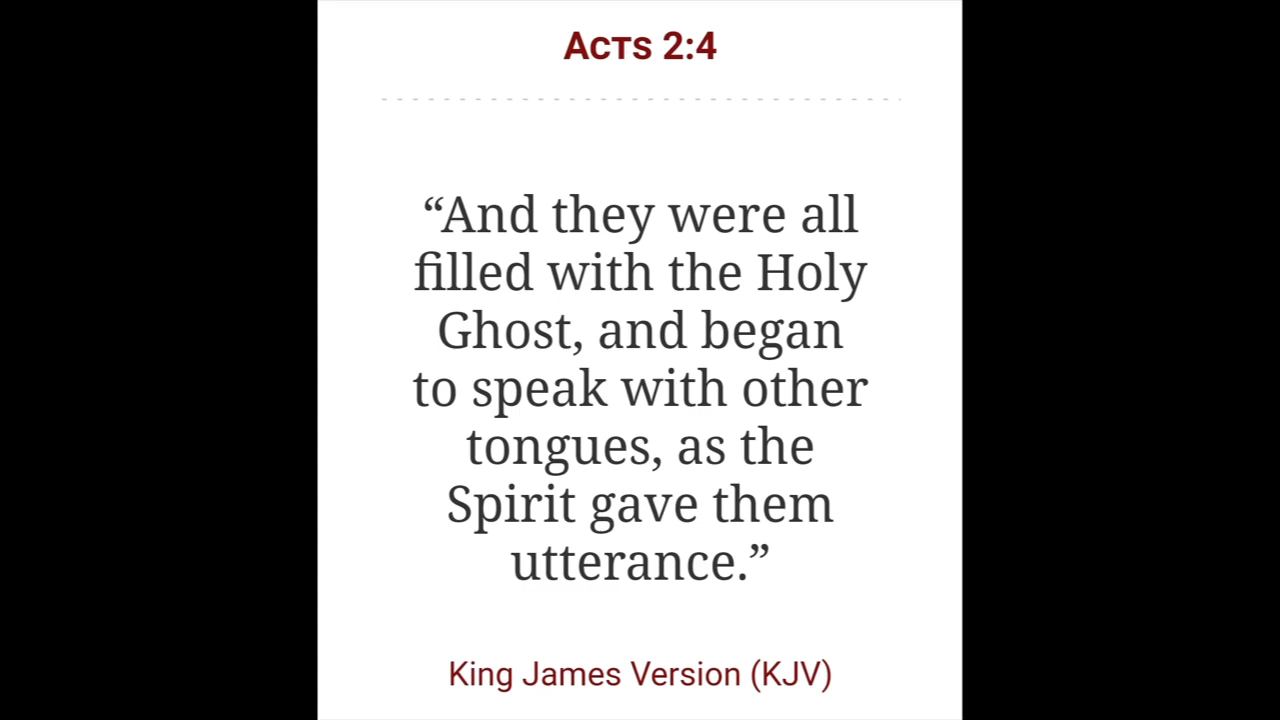 Acts 2:4
“And they were all
filled with the Holy
Ghost, and began
to speak with other
tongues, as the
Spirit gave them
utterance.”
King James Version (KJV)